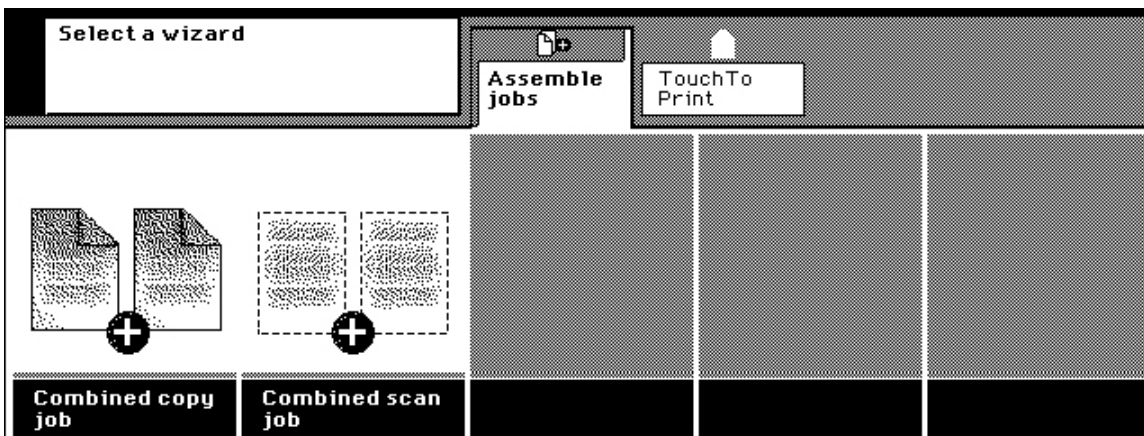 Select a wizard
Assemble
jobs
TouchTo
Print
Combined copy
job
Combined scan
job